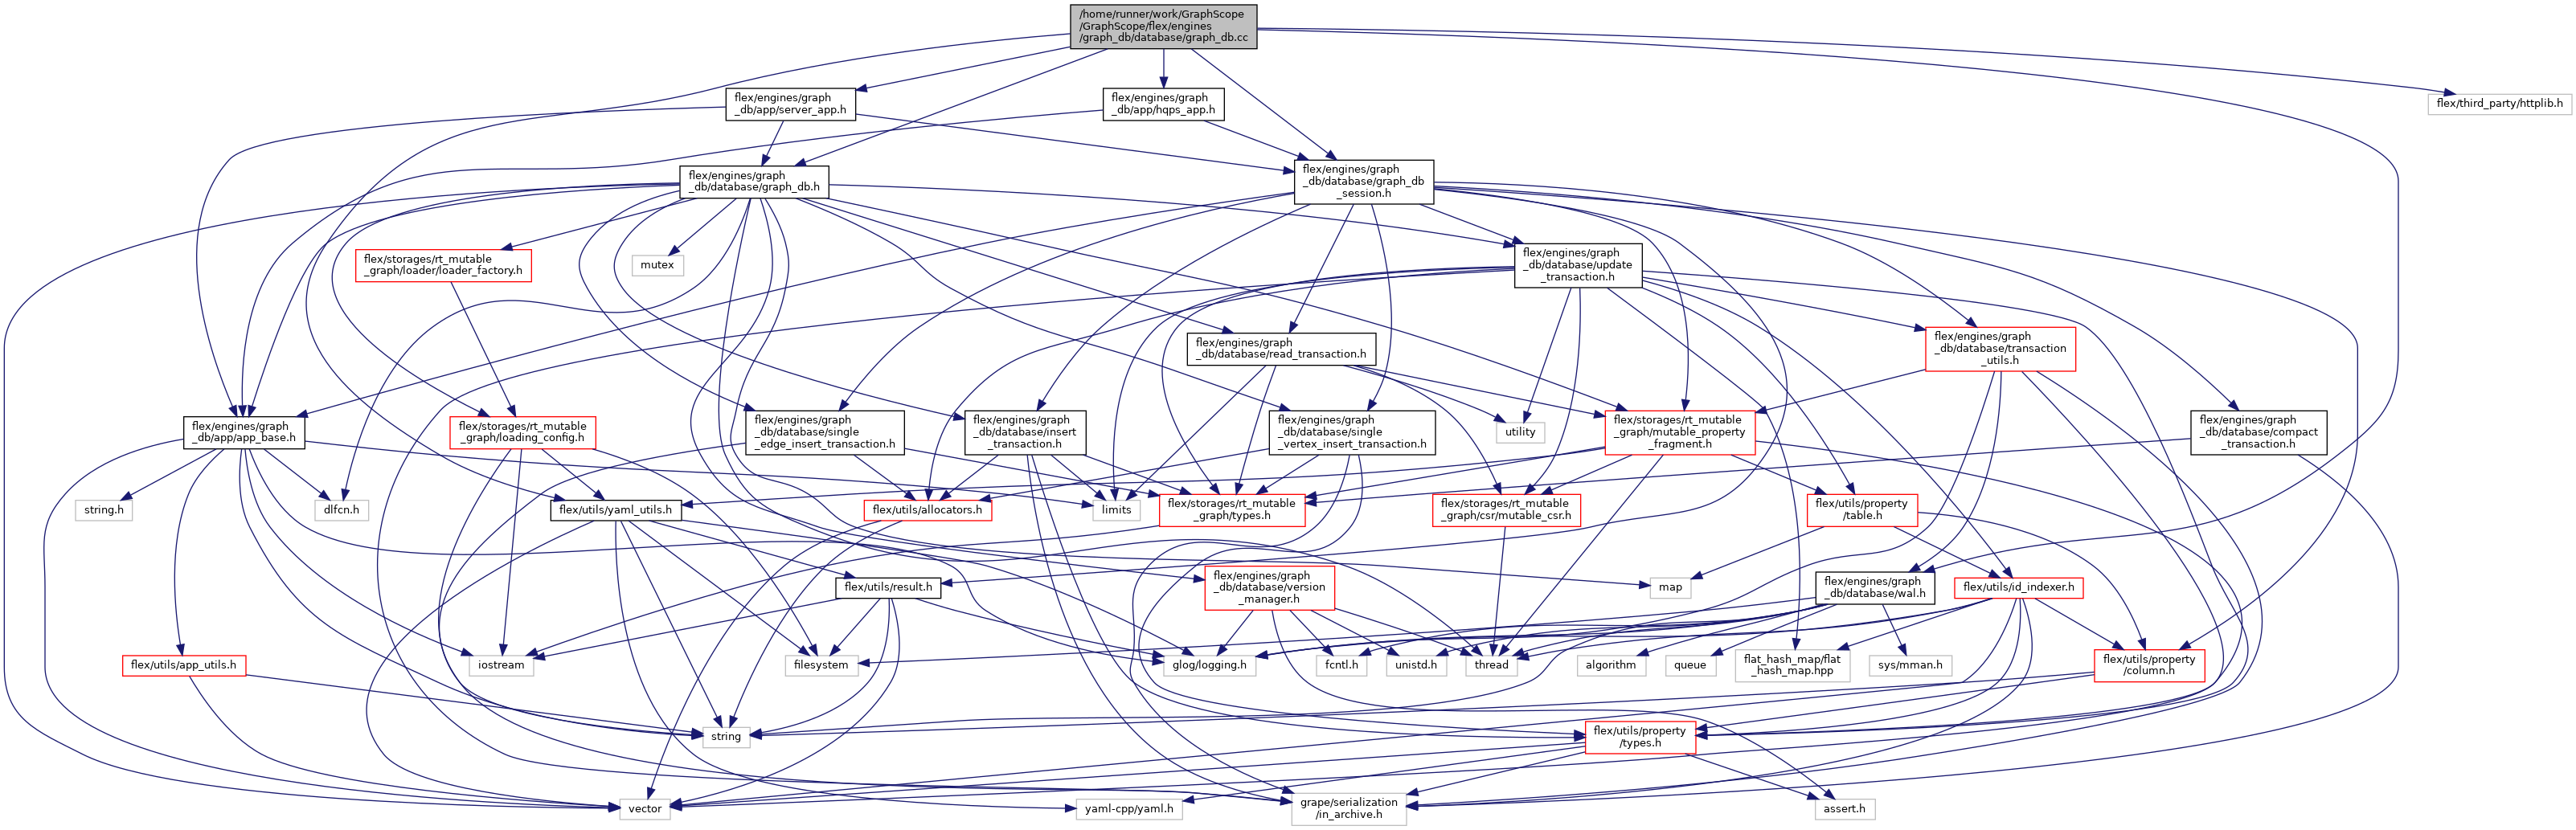 /home/runner/work/GraphScope
/GraphScope/flex/engines
/graph_db/database/graph_db.cc
flex/engines/graph
_db/app/server_app.h
flex/engines/graph
_db/app/hqps_app.h
flex/third_party/httplib.h
flex/engines/graph
_db/database/graph_db.h
flex/engines/graph
_db/database/graph_db
_session.h
flex/storages/rt_mutable
_graph/loader/loader_factory.h
mutex
flex/engines/graph
_db/database/update
_transaction.h
flex/engines/graph
_db/database/read_transaction.h
flex/engines/graph
_db/database/transaction
_utils.h
flex/engines/graph
_db/app/app_base.h
flex/storages/rt_mutable
_graph/loading_config.h
flex/engines/graph
_db/database/single
_edge_insert_transaction.h
flex/engines/graph
_db/database/insert
_transaction.h
flex/engines/graph
_db/database/single
_vertex_insert_transaction.h
utility
flex/storages/rt_mutable
_graph/mutable_property
_fragment.h
flex/engines/graph
_db/database/compact
_transaction.h
string.h
dlfcn.h
flex/utils/yaml_utils.h
flex/utils/allocators.h
limits
flex/storages/rt_mutable
_graph/types.h
flex/storages/rt_mutable
_graph/csr/mutable_csr.h
flex/utils/property
/table.h
flex/utils/result.h
flex/engines/graph
_db/database/version
_manager.h
map
flex/engines/graph
_db/database/wal.h
flex/utils/id_indexer.h
flex/utils/app_utils.h
iostream
filesystem
glog/logging.h
fcntl.h
unistd.h
thread
algorithm
queue
flat_hash_map/flat
_hash_map.hpp
sys/mman.h
flex/utils/property
/column.h
string
flex/utils/property
/types.h
vector
yaml-cpp/yaml.h
grape/serialization
/in_archive.h
assert.h